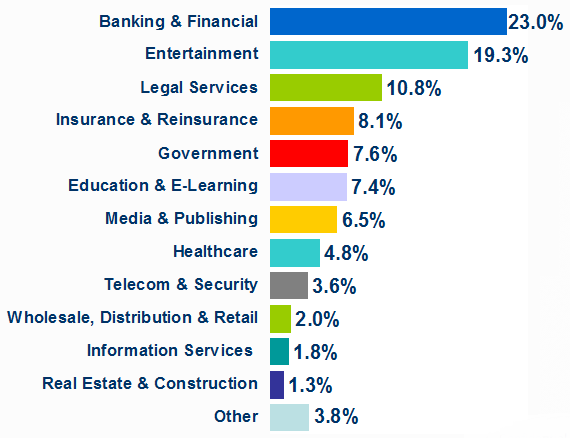 Banking & Financial 23.0%
Entertainment 19.3%
Legal Services 10.8%
Insurance & Reinsurance 8.1%
Government 7.6%
Education & E-Learning 7.4%
Media & Publishing 6.5%
Healthcare 4.8%
Telecom & Security 3.6%
Wholesale, Distribution & Retail 2.0%
Information Services 1.8%
Real Estate & Construction 1.3%
Other 3.8%